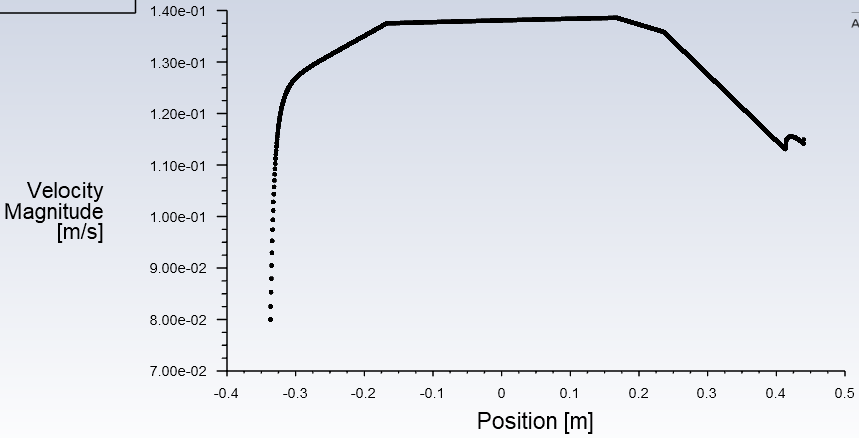 1.40e-01
1.30e-01
1.20e-01
1.10e-01
1.00e-01
9.00e-02
8.00e-02
7.00e-02
Velocity
Magnitude
[m/s]
-0.4 -0.3 -0.2 -0.1 0 0.1 0.2 0.3 0.4 0.5
Position [m]